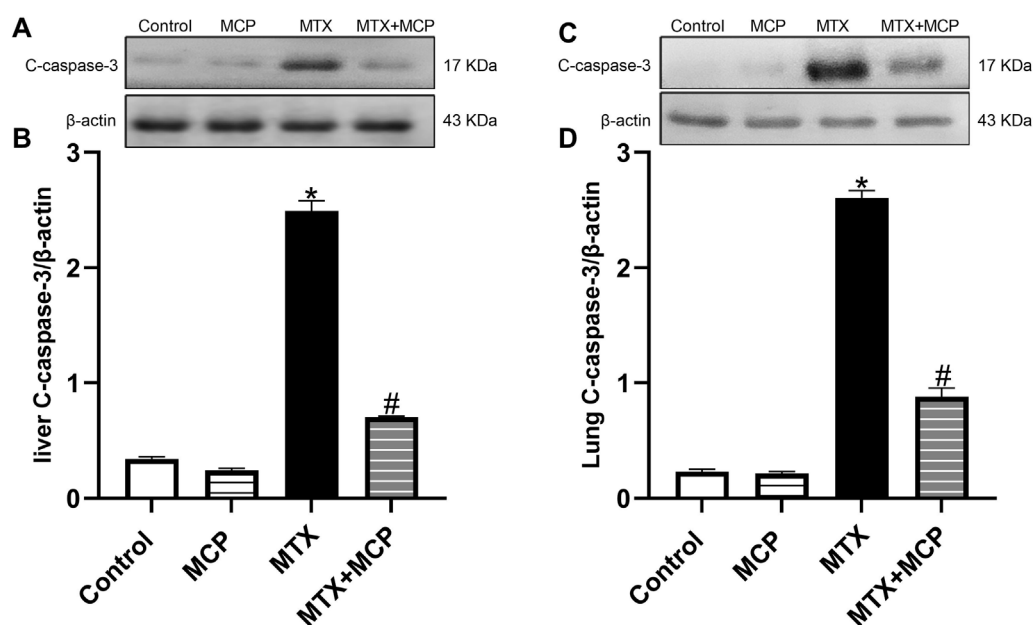 A
Control MCP MTX MTX+MCP
C-caspase-3 17 KDa
β-actin 43 KDa
B
liver C-caspase-3/β-actin
3
2
1
0
*
#
Control
MCP
MTX
MTX+MCP
C
Control MCP MTX MTX+MCP
C-caspase-3 17 KDa
β-actin 43 KDa
D
Lung C-caspase-3/β-actin
3
2
1
0
*
#
Control
MCP
MTX
MTX+MCP